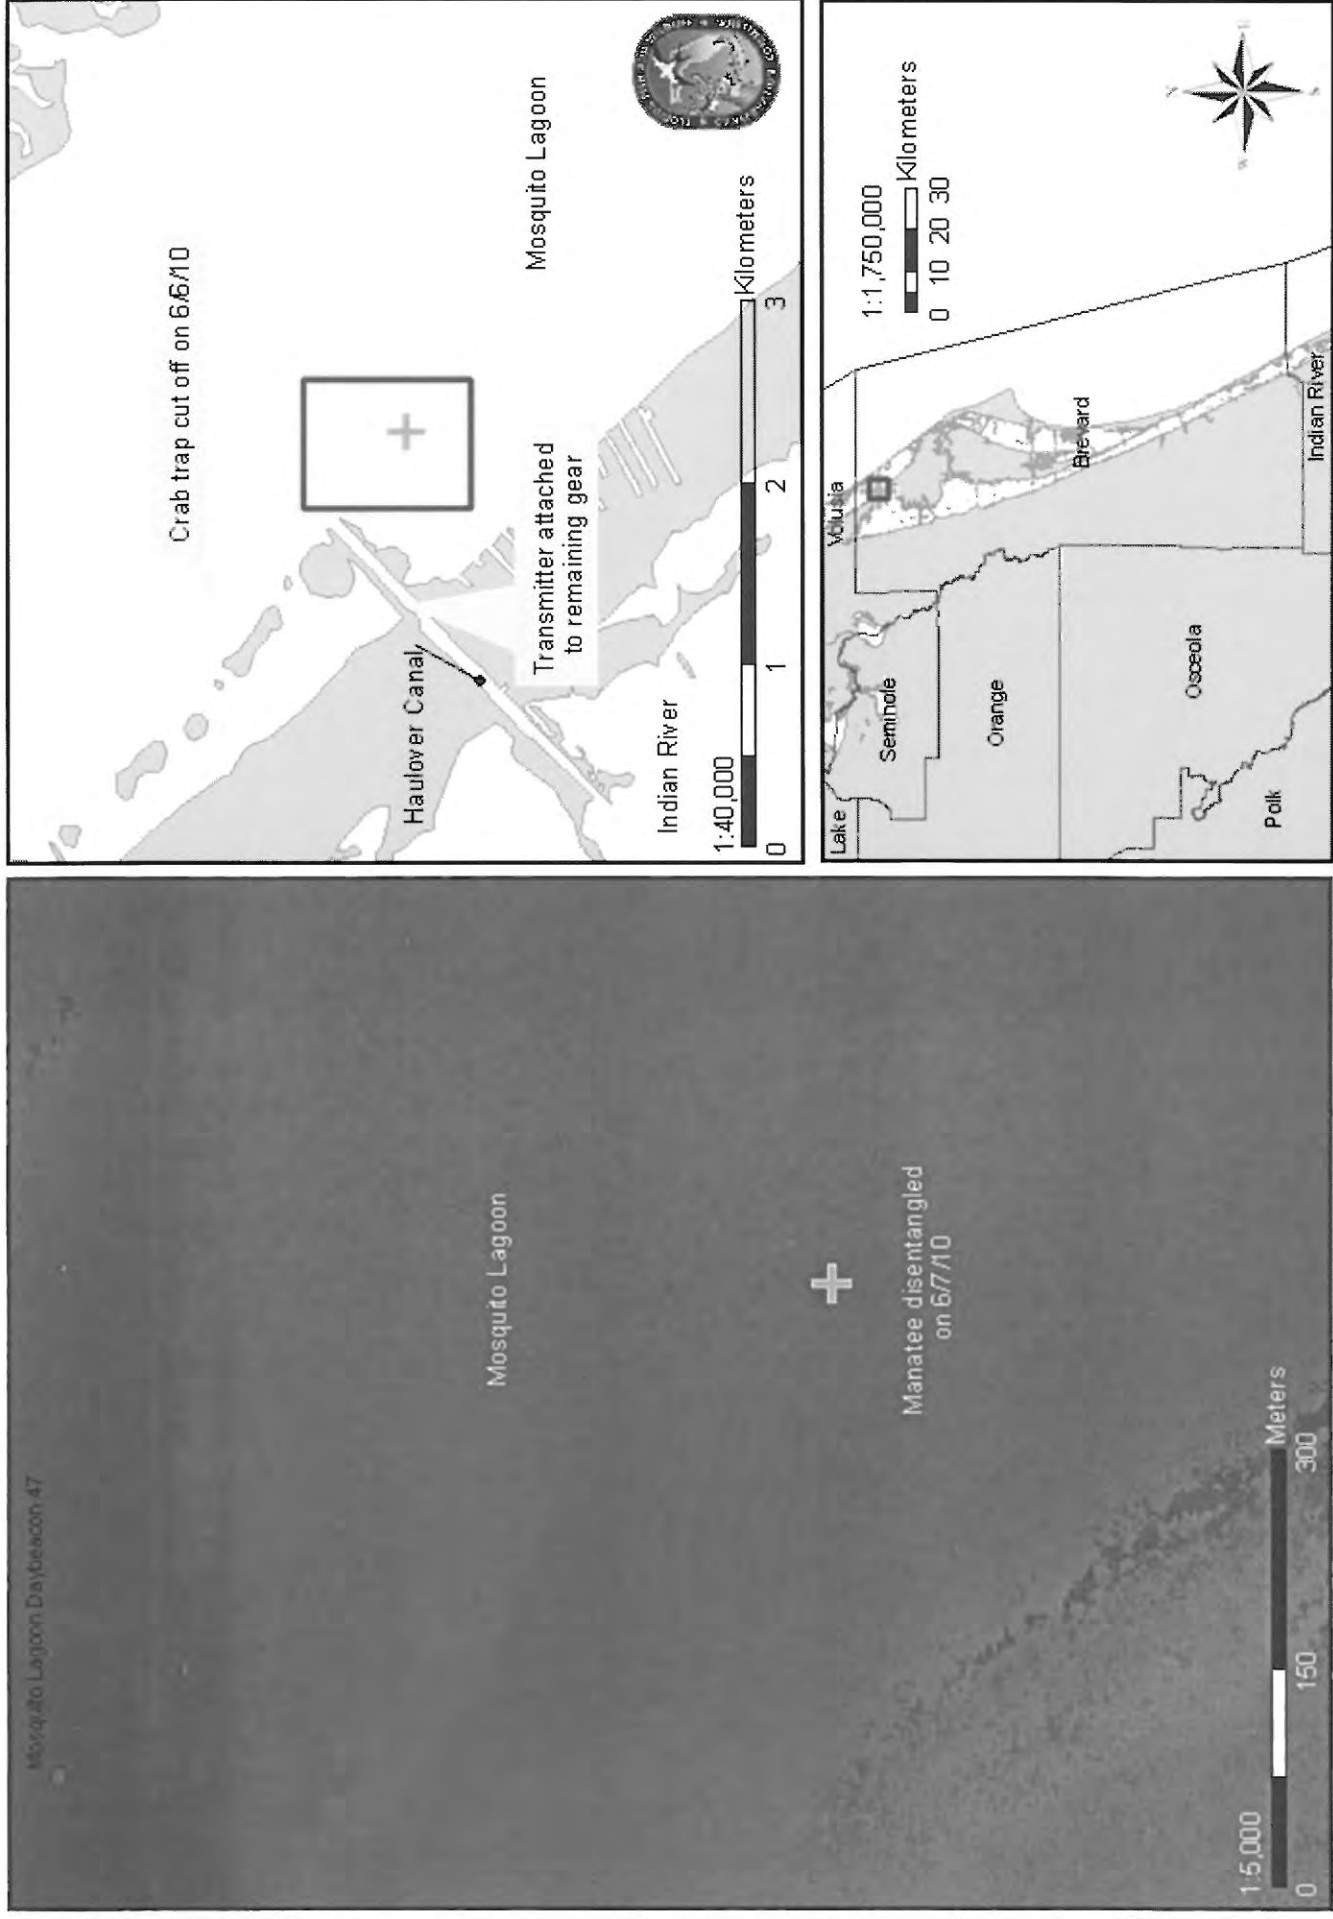 Mosquito Lagoon Daybeacon 47
Mosquito Lagoon
Manatee disentangled
on 6/7/10
1:5,000
Meters
0 150 300
Crab trap cut off on 6/6/10
Mosquito Lagoon
Haulover Canal
Transmitter attached
to remaining gear
Indian River
1:40,000
Kilometers
0 1 2 3
Volusia
Lake
Seminole
Orange
Brevard
Osceola
Polk
Indian River
1:1,750,000
Kilometers
0 10 20 30
N
E
S
W